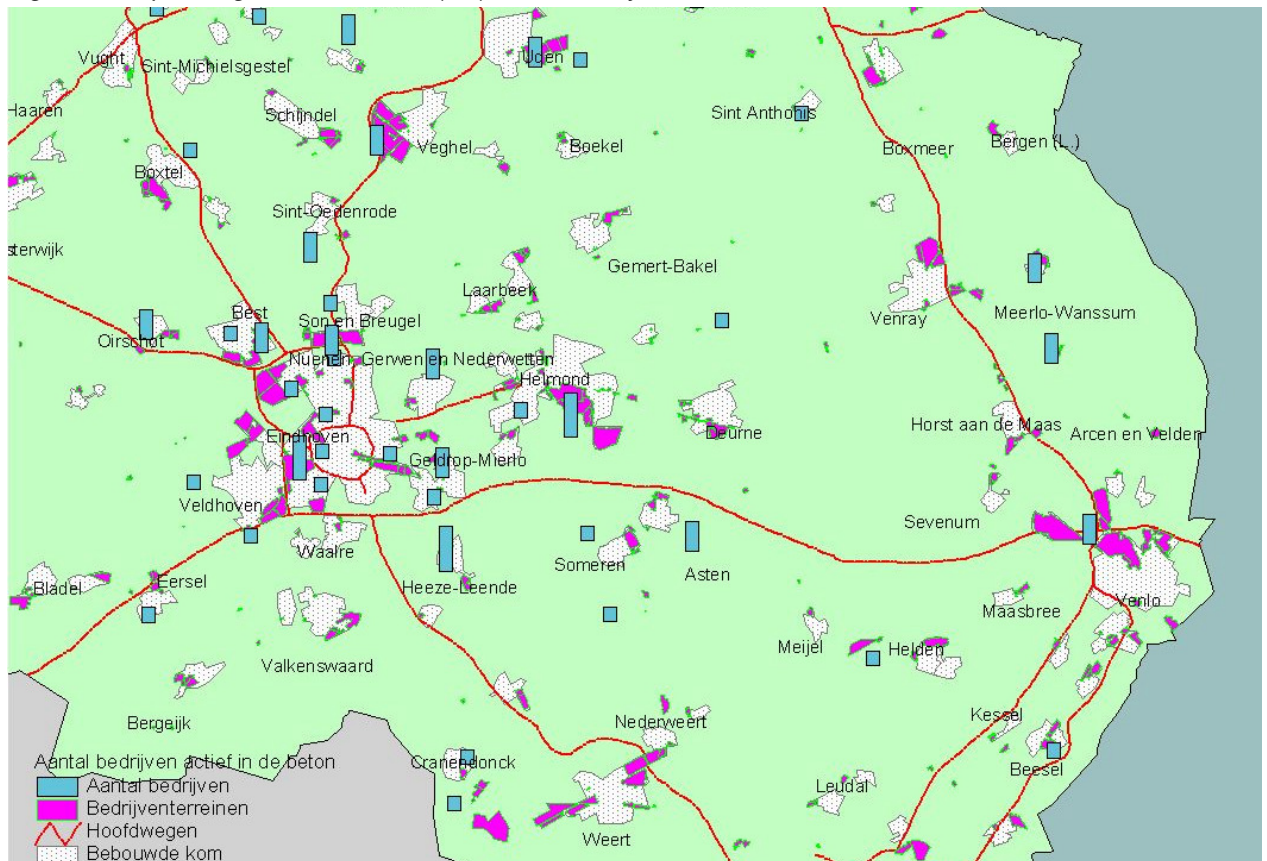 Vught
Sint-Michielsgestel
Uden
Haaren
Schijndel
Sint Anthonis
Veghel
Boekel
Boxmeer
Bergen (L.)
Boxtel
Sint-Oedenrode
sterwijk
Gemert-Bakel
Laarbeek
Best
Son en Breugel
Venray
Meerlo-Wanssum
Oirschot
Nuenen, Gerwen en Nederwetten
Helmond
Deurne
Horst aan de Maas
Arcen en Velden
Eindhoven
Geldrop-Mierlo
Veldhoven
Sevenum
Waalre
Someren
Asten
Bladel
Eersel
Heeze-Leende
Maasbree
Venlo
Meijel
Helden
Valkenswaard
Bergeijk
Nederweert
Kessel
Cranendonck
Beesel
Leudal
Weert
Aantal bedrijven actief in de beton
Aantal bedrijven
Bedrijventerreinen
Hoofdwegen
Bebouwde kom